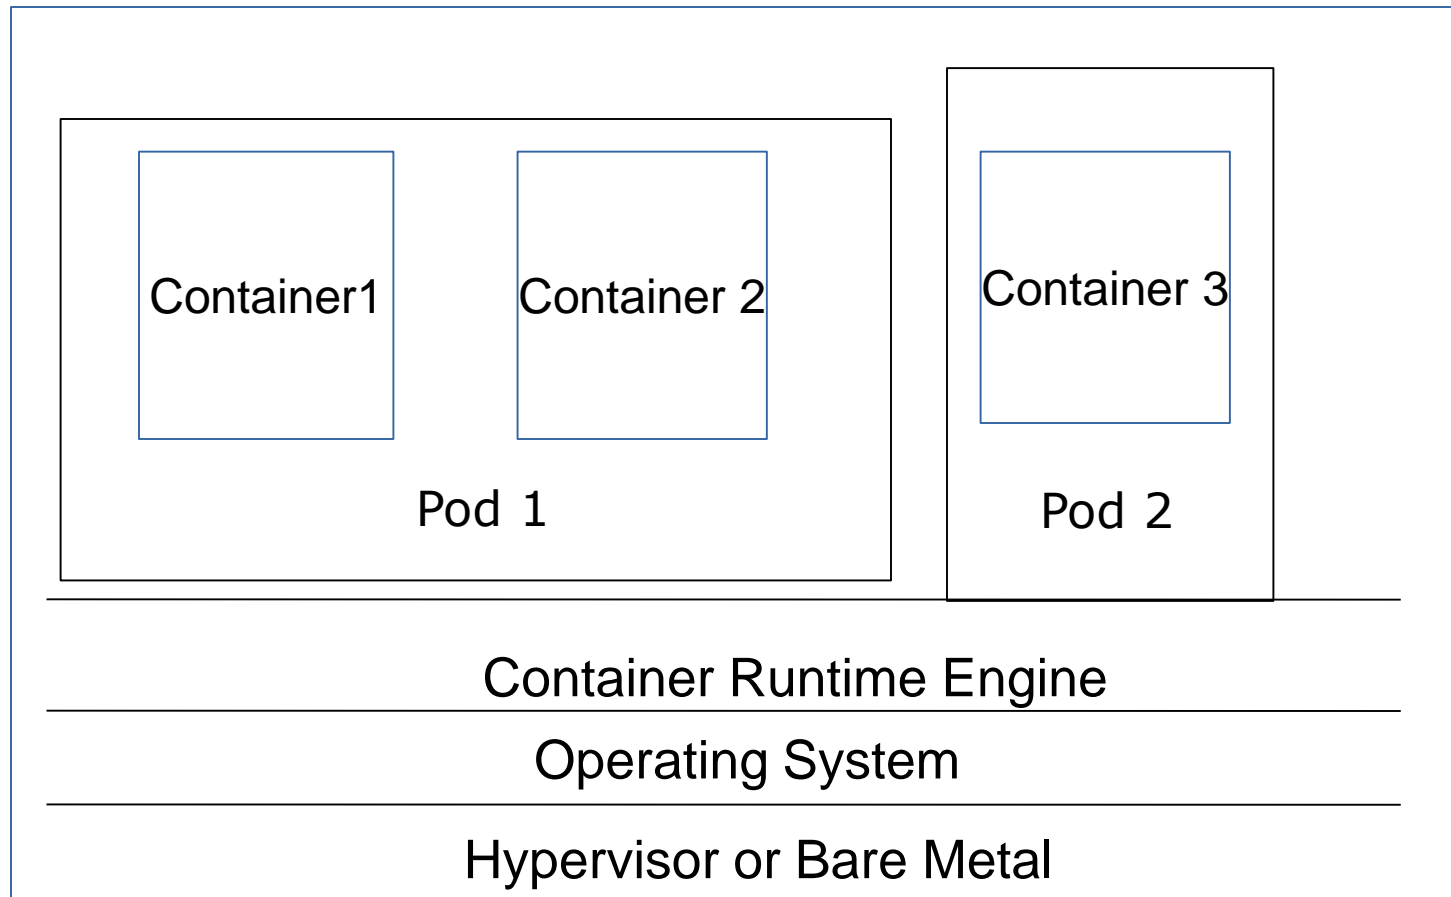 Container1
Container 2
Container 3
Pod 1
Pod 2
Container Runtime Engine
Operating System
Hypervisor or Bare Metal